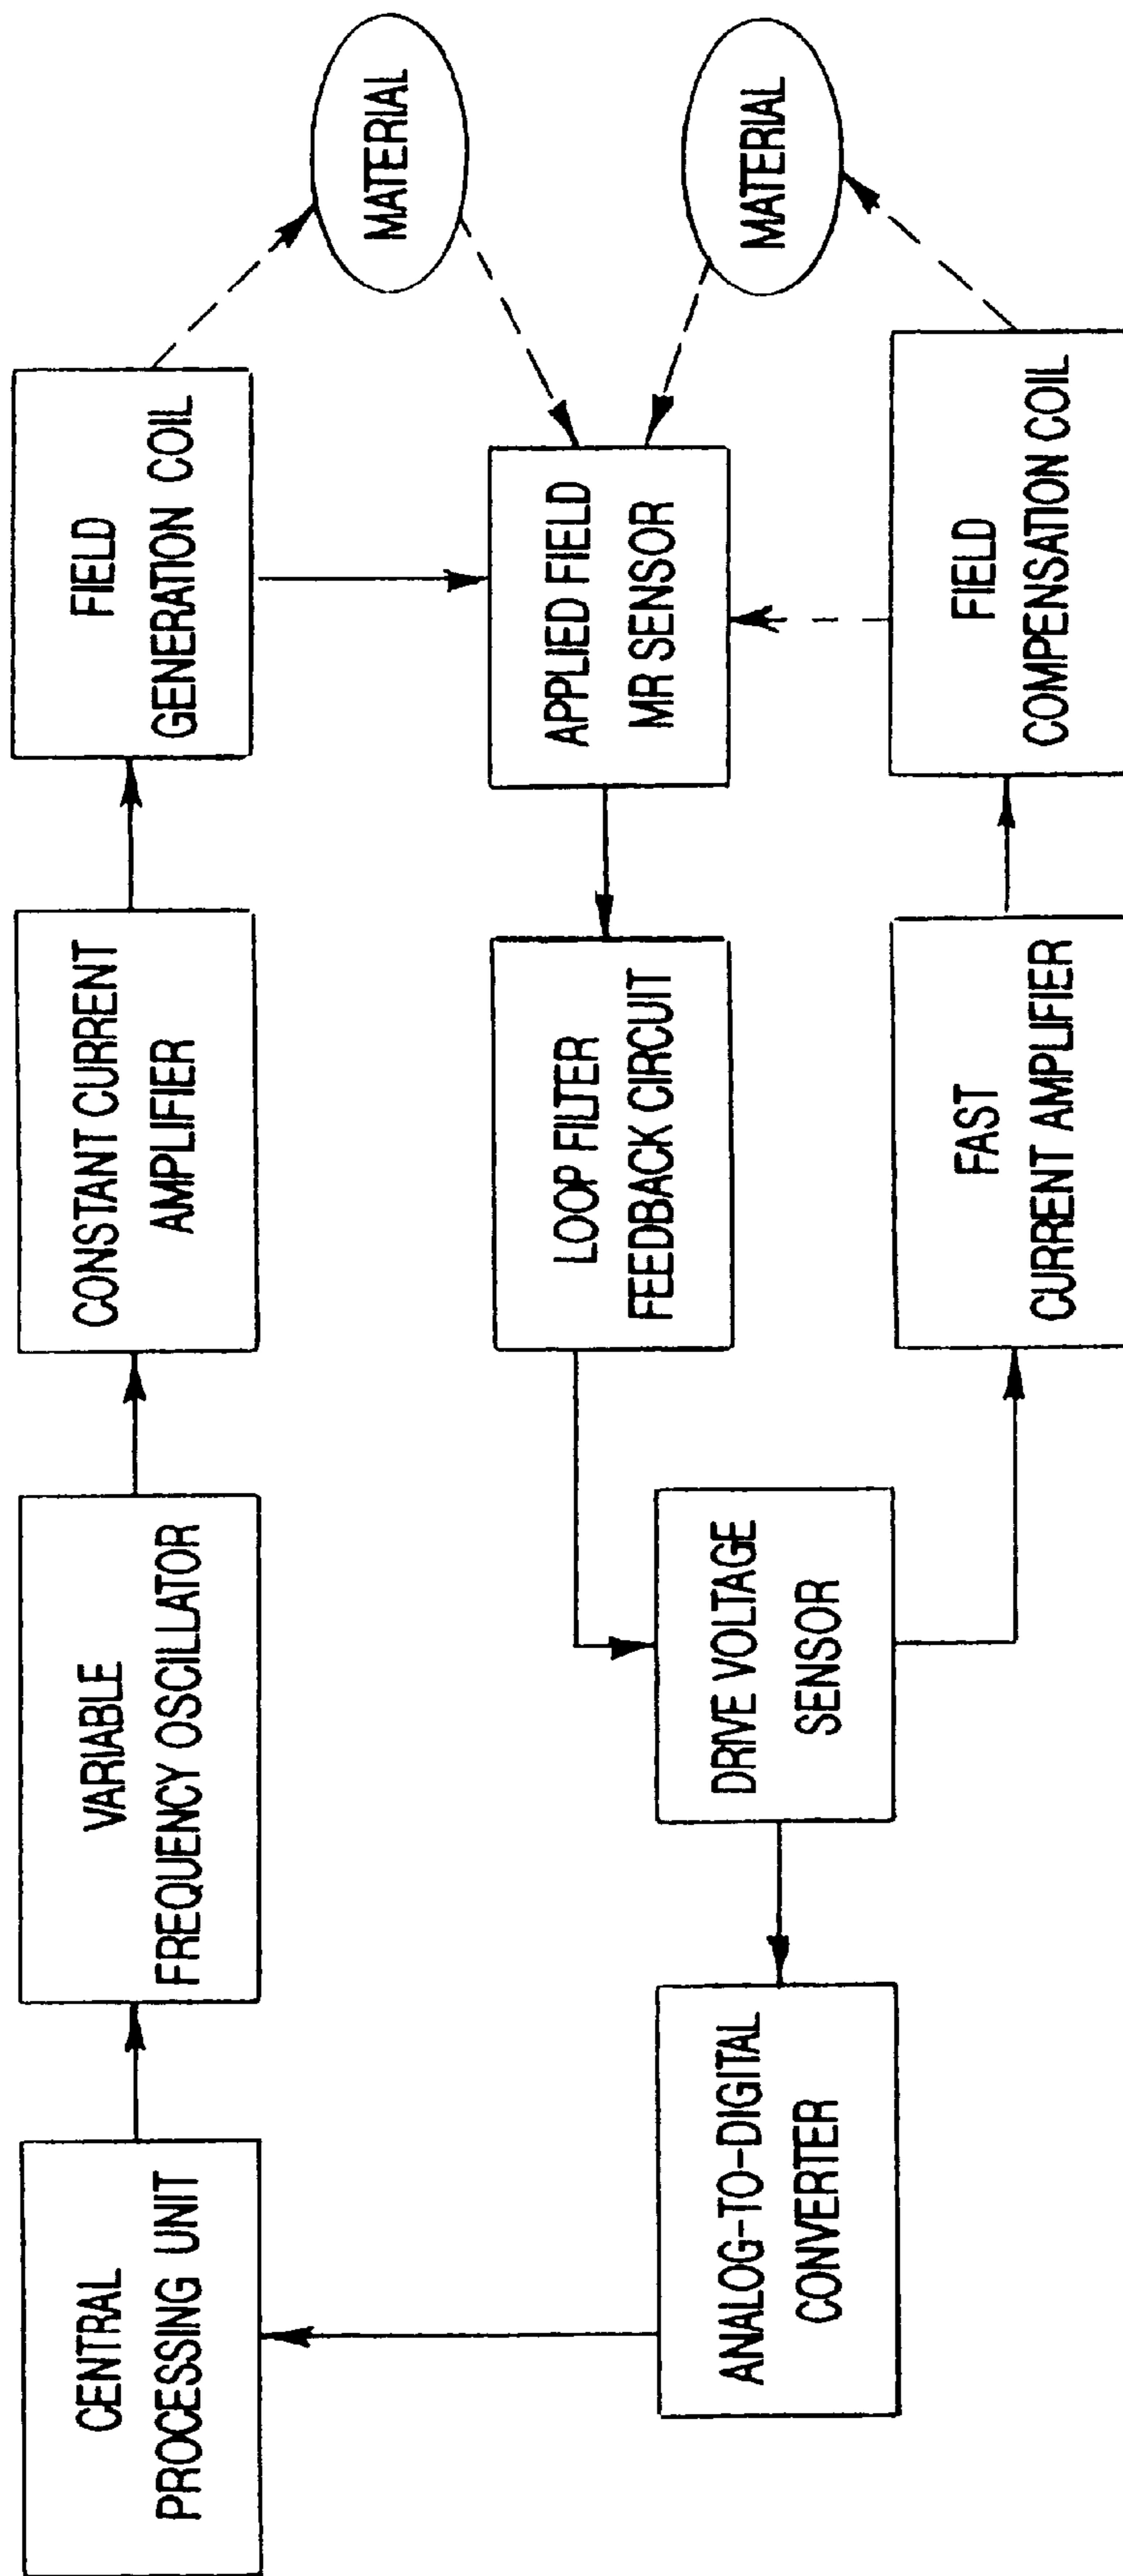 CENTRAL
PROCESSING UNIT
VARIABLE
FREQUENCY OSCILLATOR
CONSTANT CURRENT
AMPLIFIER
FIELD
GENERATION COIL
MATERIAL
APPLIED FIELD
MR SENSOR
LOOP FILTER
FEEDBACK CIRCUIT
DRIVE VOLTAGE
SENSOR
ANALOG-TO-DIGITAL
CONVERTER
FAST
CURRENT AMPLIFIER
FIELD
COMPENSATION COIL
MATERIAL